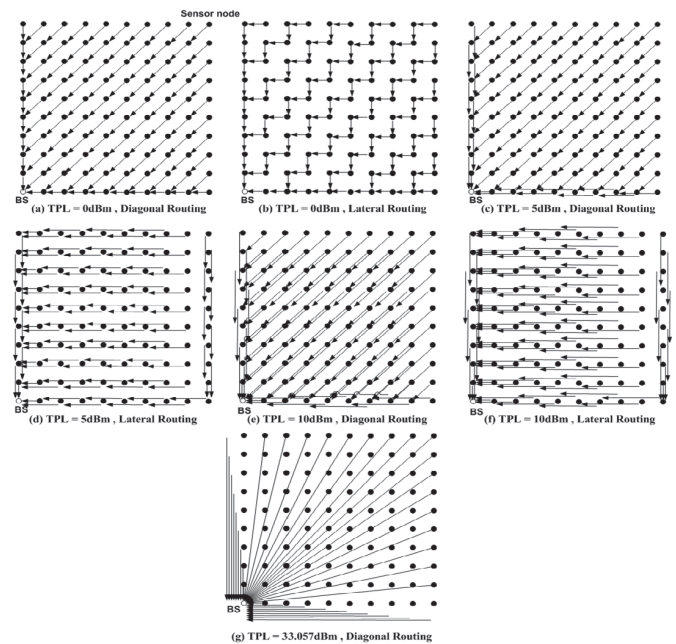 Sensor node
BS
(a) TPL = 0dBm , Diagonal Routing
(b) TPL = 0dBm , Lateral Routing
BS
(c) TPL = 5dBm , Diagonal Routing
BS
(d) TPL = 5dBm , Lateral Routing
BS
(e) TPL = 10dBm , Diagonal Routing
BS
(f) TPL = 10dBm , Lateral Routing
BS
(g) TPL = 33.057dBm , Diagonal Routing